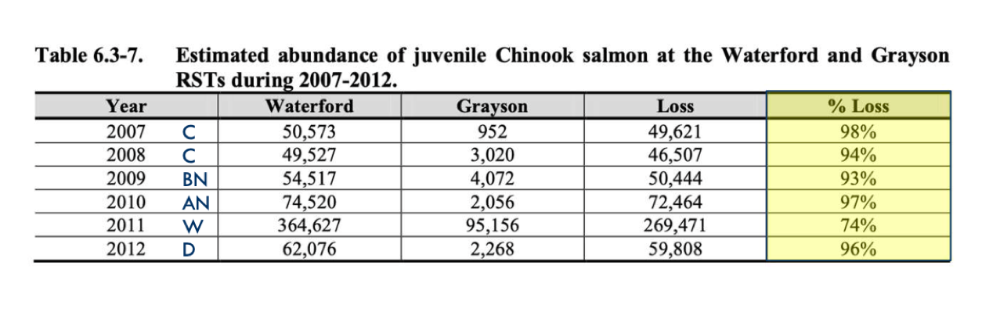 Table 6.3-7. Estimated abundance of juvenile Chinook salmon at the Waterford and Grayson
RSTs during 2007-2012.
Year Waterford Grayson Loss % Loss
2007 C 50,573 952 49,621 98%
2008 C 49,527 3,020 46,507 94%
2009 BN 54,517 4,072 50,444 93%
2010 AN 74,520 2,056 72,464 97%
2011 W 364,627 95,156 269,471 74%
2012 D 62,076 2,268 59,808 96%